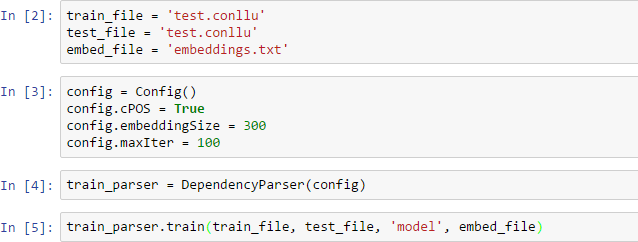 In [2]: train_file = 'test.conllu'
test_file = 'test.conllu'
embed_file = 'embeddings.txt'
In [3]: config = Config()
config.cPOS = True
config.embeddingSize = 300
config.maxIter = 100
In [4]: train_parser = DependencyParser(config)
In [5]: train_parser.train(train_file, test_file, 'model', embed_file)